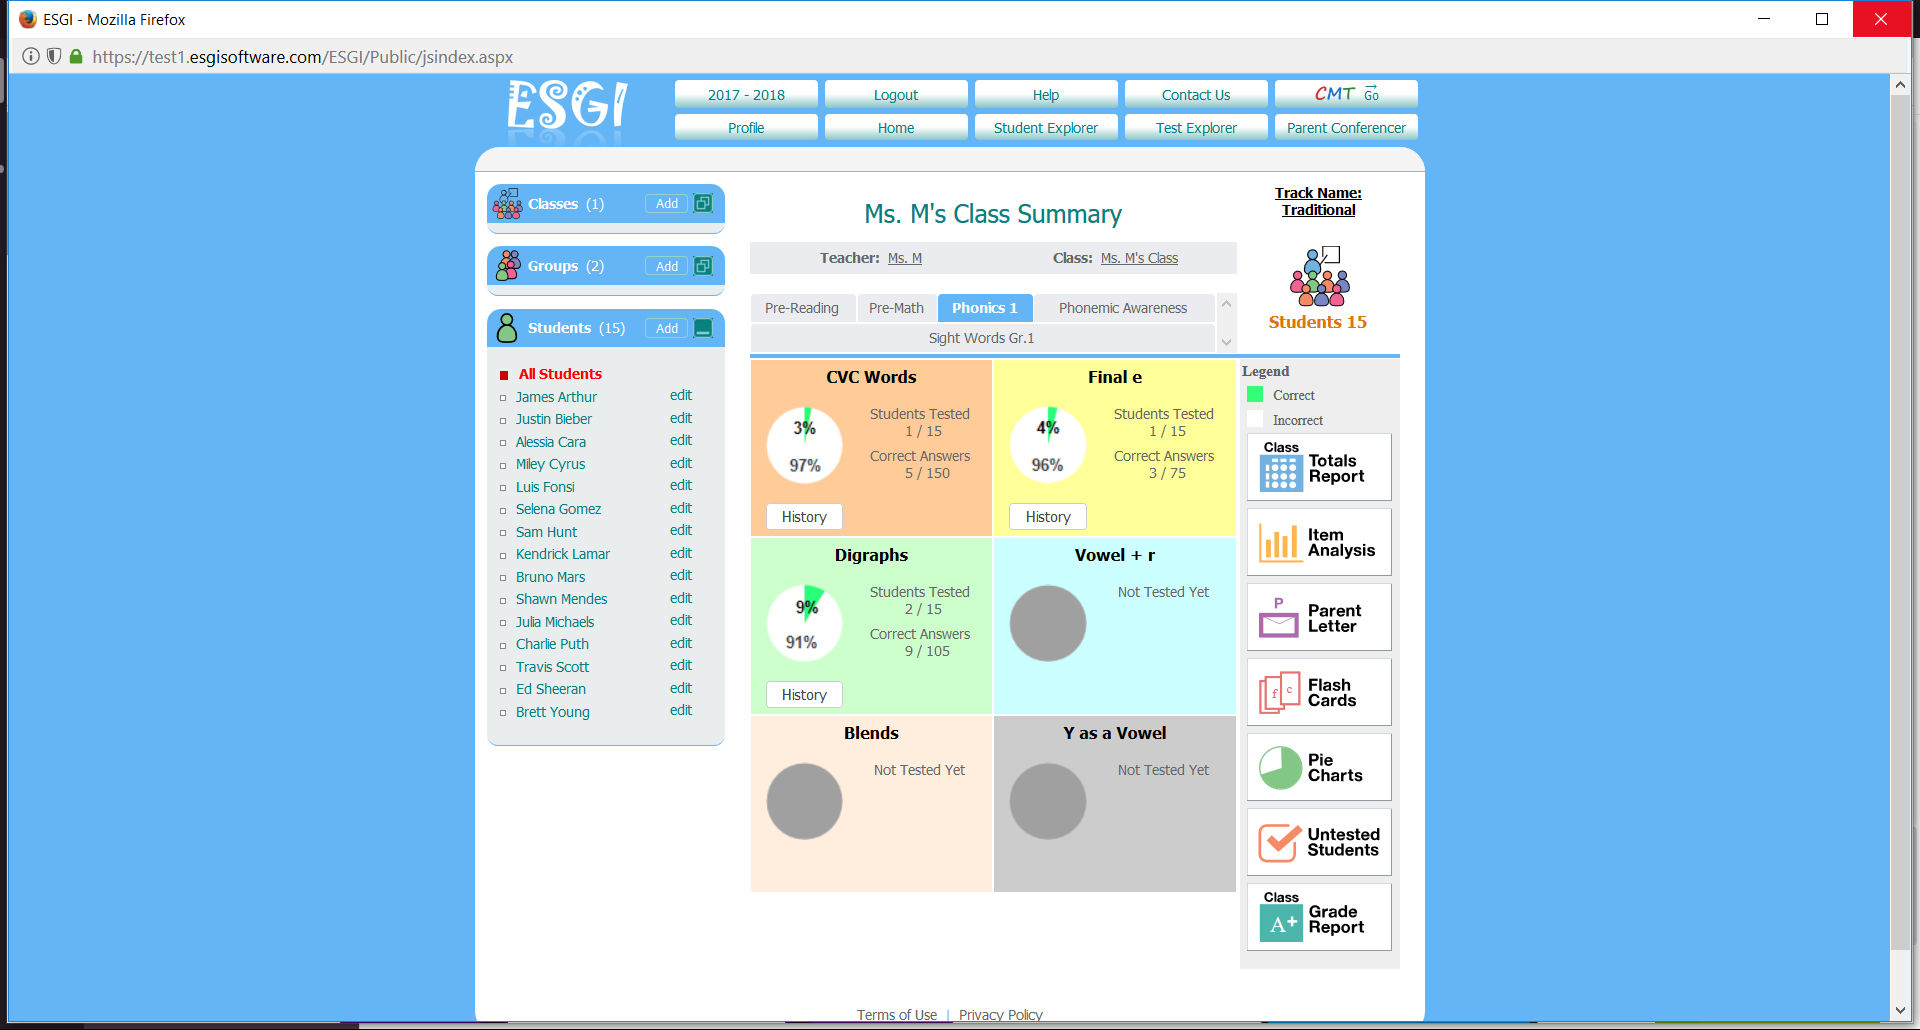 ESGI - Mozilla Firefox
https://test1.esgisoftware.com/ESGI/Public/jsindex.aspx
ESGI
2017 - 2018
Logout
Help
Contact Us
CMT Go
Profile
Home
Student Explorer
Test Explorer
Parent Conferencer
Classes (1)
Add
Groups (2)
Add
Students (15)
Add
All Students
James Arthur edit
Justin Bieber edit
Alessia Cara edit
Miley Cyrus edit
Luis Fonsi edit
Selena Gomez edit
Sam Hunt edit
Kendrick Lamar edit
Bruno Mars edit
Shawn Mendes edit
Julia Michaels edit
Charlie Puth edit
Travis Scott edit
Ed Sheeran edit
Brett Young edit
Ms. M's Class Summary
Teacher: Ms. M Class: Ms. M's Class
Pre-Reading
Pre-Math
Phonics 1
Phonemic Awareness
Sight Words Gr.1
CVC Words
3%
97%
Students Tested
1 / 15
Correct Answers
5 / 150
History
Final e
4%
96%
Students Tested
1 / 15
Correct Answers
3 / 75
History
Digraphs
9%
91%
Students Tested
2 / 15
Correct Answers
9 / 105
History
Vowel + r
Not Tested Yet
Blends
Not Tested Yet
Y as a Vowel
Not Tested Yet
Track Name:
Traditional
Students 15
Legend
Correct
Incorrect
Class
Totals
Report
Item
Analysis
P
Parent
Letter
f c
Flash
Cards
Pie
Charts
Untested
Students
Class
A+
Grade
Report
Terms of Use | Privacy Policy